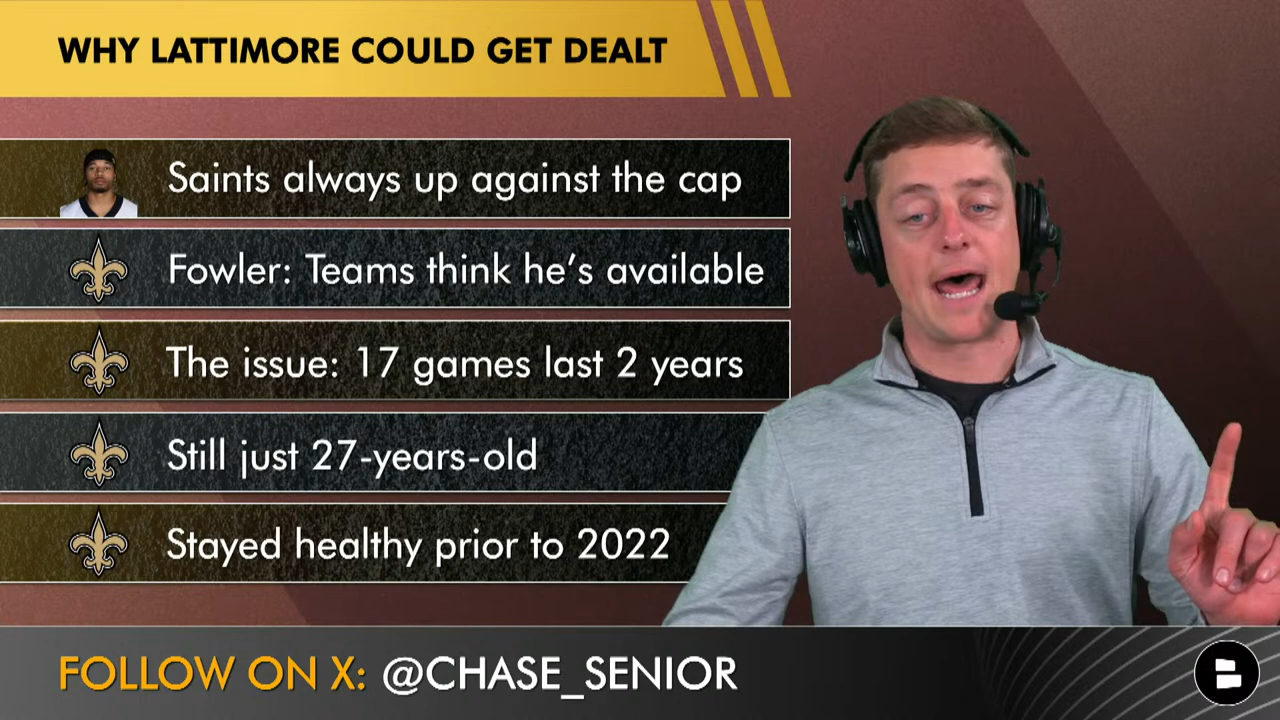 WHY LATTIMORE COULD GET DEALT
Saints always up against the cap
Fowler: Teams think he's available
The issue: 17 games last 2 years
Still just 27-years-old
Stayed healthy prior to 2022
FOLLOW ON X: @CHASE_SENIOR